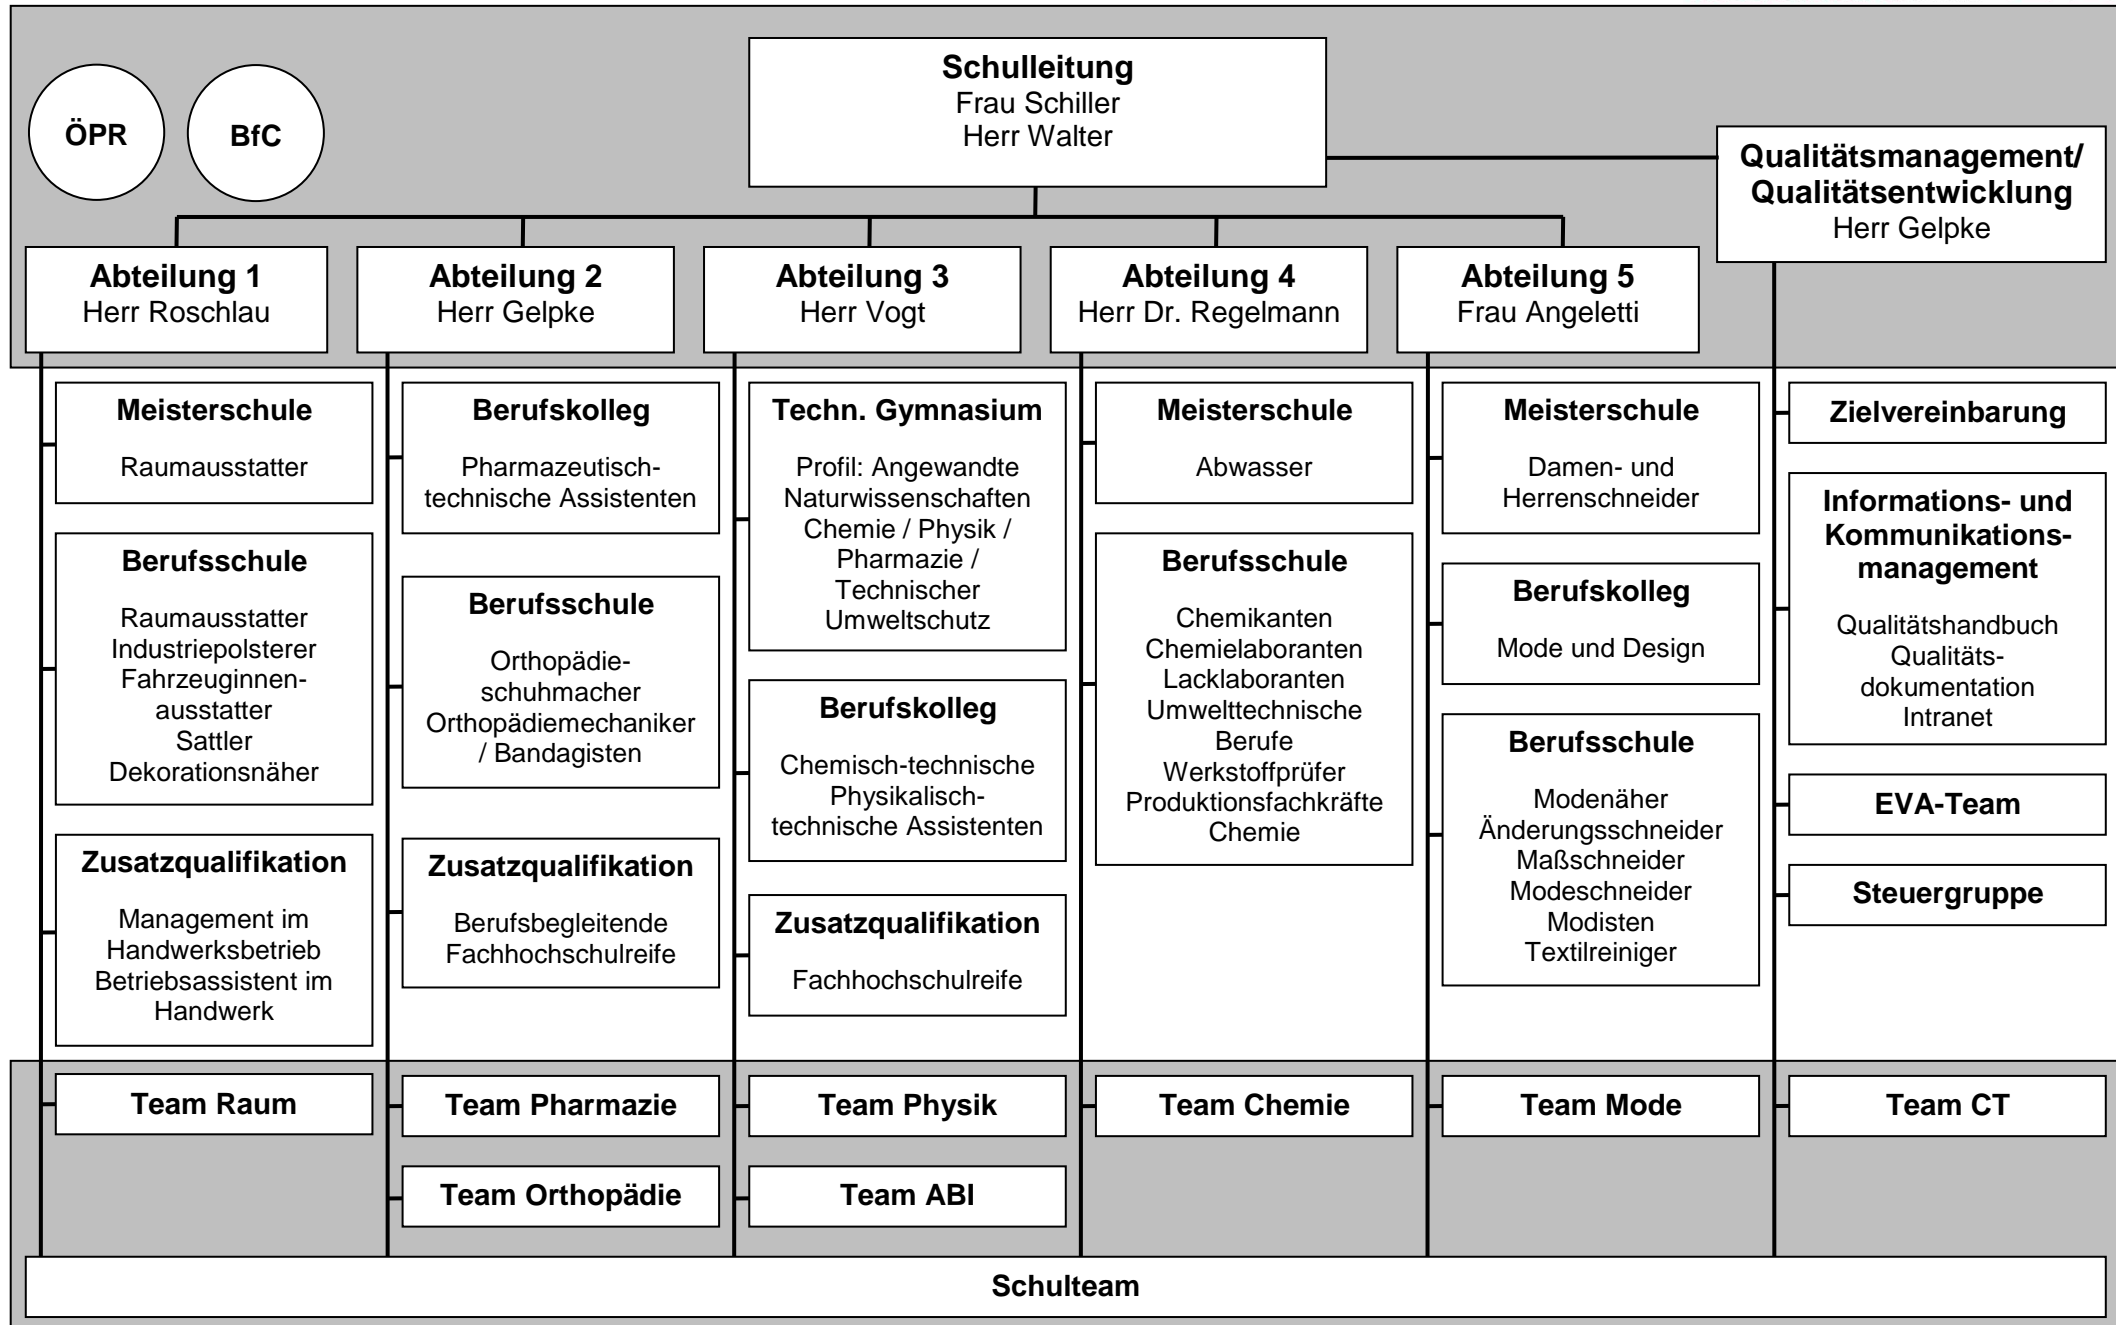 ÖPR
BfC
Schulleitung
Frau Schiller
Herr Walter
Qualitätsmanagement/
Qualitätsentwicklung
Herr Gelpke
Abteilung 1
Herr Roschlau
Abteilung 2
Herr Gelpke
Abteilung 3
Herr Vogt
Abteilung 4
Herr Dr. Regelmann
Abteilung 5
Frau Angeletti
Meisterschule
Raumausstatter
Berufsschule
Raumausstatter
Industriepolsterer
Fahrzeuginnen-
ausstatter
Sattler
Dekorationsnäher
Zusatzqualifikation
Management im
Handwerksbetrieb
Betriebsassistent im
Handwerk
Berufskolleg
Pharmazeutisch-
technische Assistenten
Berufsschule
Orthopädie-
schuhmacher
Orthopädiemechaniker
/ Bandagisten
Zusatzqualifikation
Berufsbegleitende
Fachhochschulreife
Techn. Gymnasium
Profil: Angewandte
Naturwissenschaften
Chemie / Physik /
Pharmazie /
Technischer
Umweltschutz
Berufskolleg
Chemisch-technische
Physikalisch-
technische Assistenten
Zusatzqualifikation
Fachhochschulreife
Meisterschule
Abwasser
Berufsschule
Chemikanten
Chemielaboranten
Lacklaboranten
Umwelttechnische
Berufe
Werkstoffprüfer
Produktionsfachkräfte
Chemie
Meisterschule
Damen- und
Herrenschneider
Berufskolleg
Mode und Design
Berufsschule
Modenäher
Änderungsschneider
Maßschneider
Modeschneider
Modisten
Textilreiniger
Zielvereinbarung
Informations- und
Kommunikations-
management
Qualitätshandbuch
Qualitäts-
dokumentation
Intranet
EVA-Team
Steuergruppe
Team Raum
Team Pharmazie
Team Physik
Team Chemie
Team Mode
Team CT
Team Orthopädie
Team ABI
Schulteam